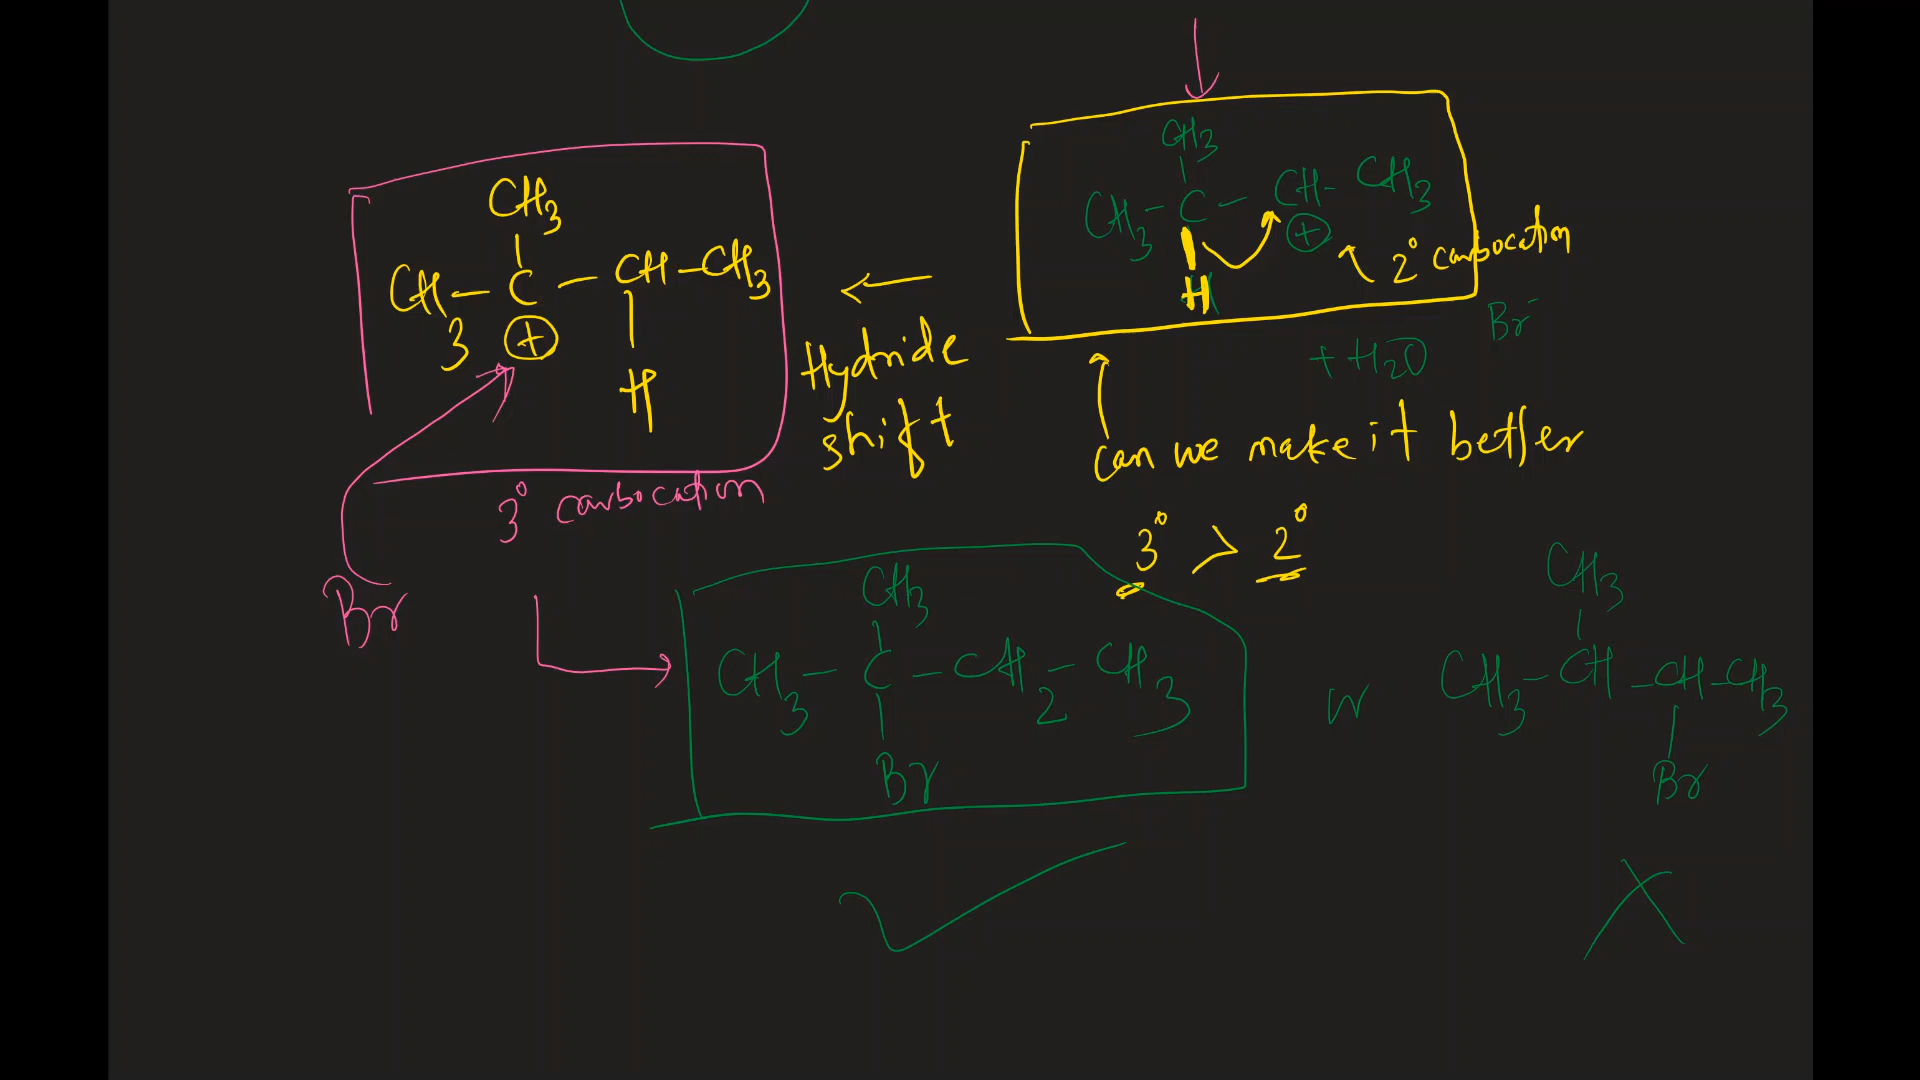 CH3
CH3 - C - CH - CH3
+
H
2° carbocation
Br-
+ H2O
can we make it better
3° > 2°
Hydride
shift
CH3
CH3 - C - CH - CH3
+
H
3° carbocation
Br
CH3
CH3 - C - CH2 - CH3
Br
or
CH3
CH3 - CH - CH - CH3
Br